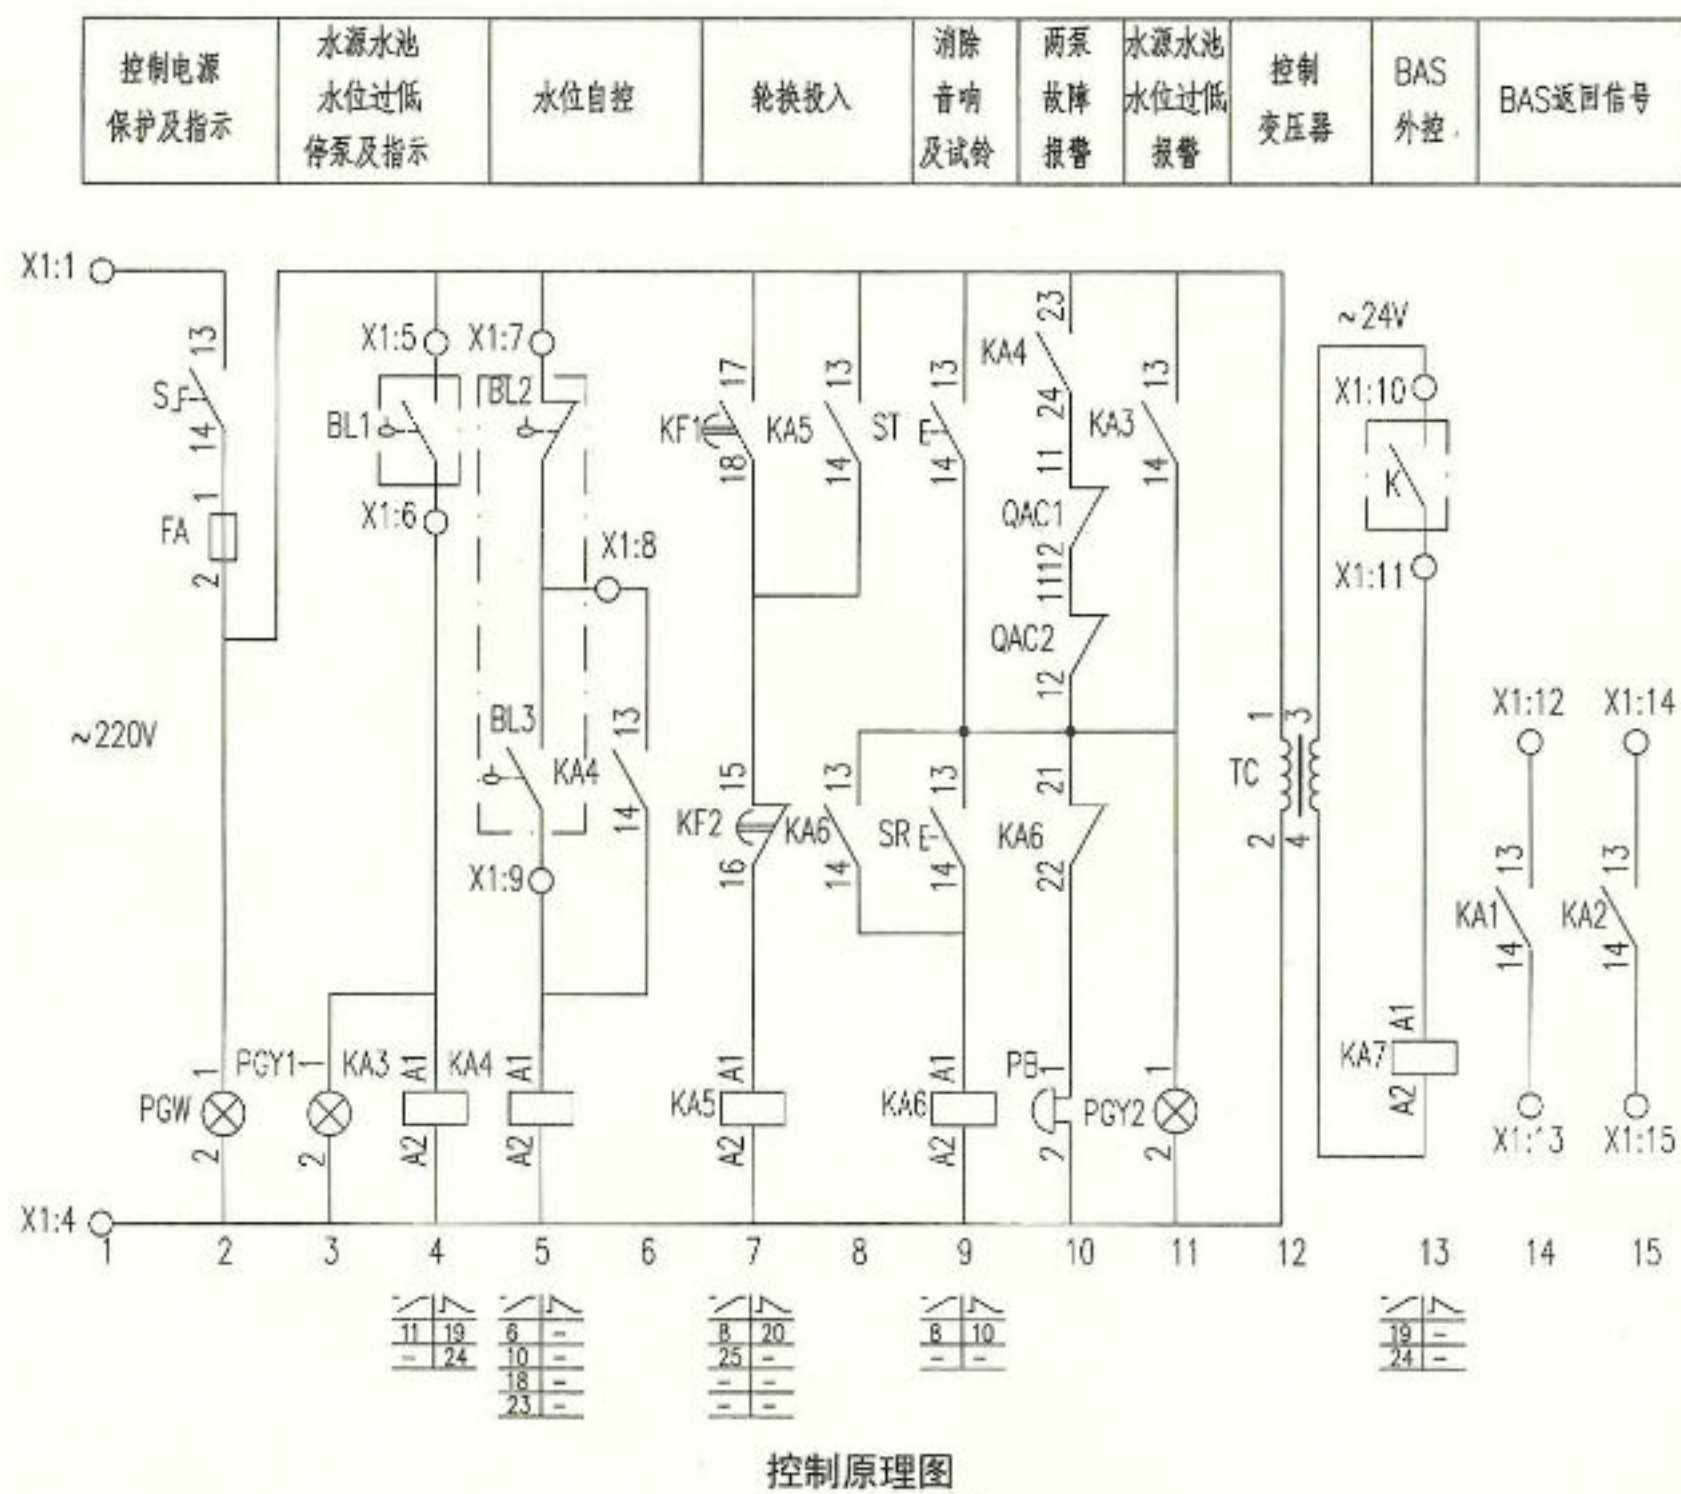 控制电源
保护及指示
水源水池
水位过低
停泵及指示
水位自控
轮换投入
消除
音响
及试铃
两泵
故障
报警
水源水池
水位过低
报警
控制
变压器
BAS
外控
BAS返回信号
X1:1
13
S
14
1
FA
2
~220V
1
PGW
2
X1:4
X1:5
BL1
X1:6
PGY1
1
2
KA3
A1
A2
X1:7
BL2
X1:8
BL3
KA4
13
14
X1:9
KA4
A1
A2
17
KF1
18
13
KA5
14
15
KF2
16
KA5
A1
A2
13
ST
14
13
KA6
14
13
SR
14
KA6
A1
A2
23
KA4
24
11
QAC1
12
11
QAC2
12
21
KA6
22
PB
1
2
13
KA3
14
PGY2
1
2
1
3
TC
2
4
~24V
X1:10
K
X1:11
KA7
A1
A2
X1:12
13
KA1
14
X1:13
X1:14
13
KA2
14
X1:15
1 2 3 4 5 6 7 8 9 10 11 12 13 14 15
11 19
- 24
6 -
10 -
18 -
23 -
8 20
25 -
- -
- -
8 10
- -
19 -
24 -
控制原理图